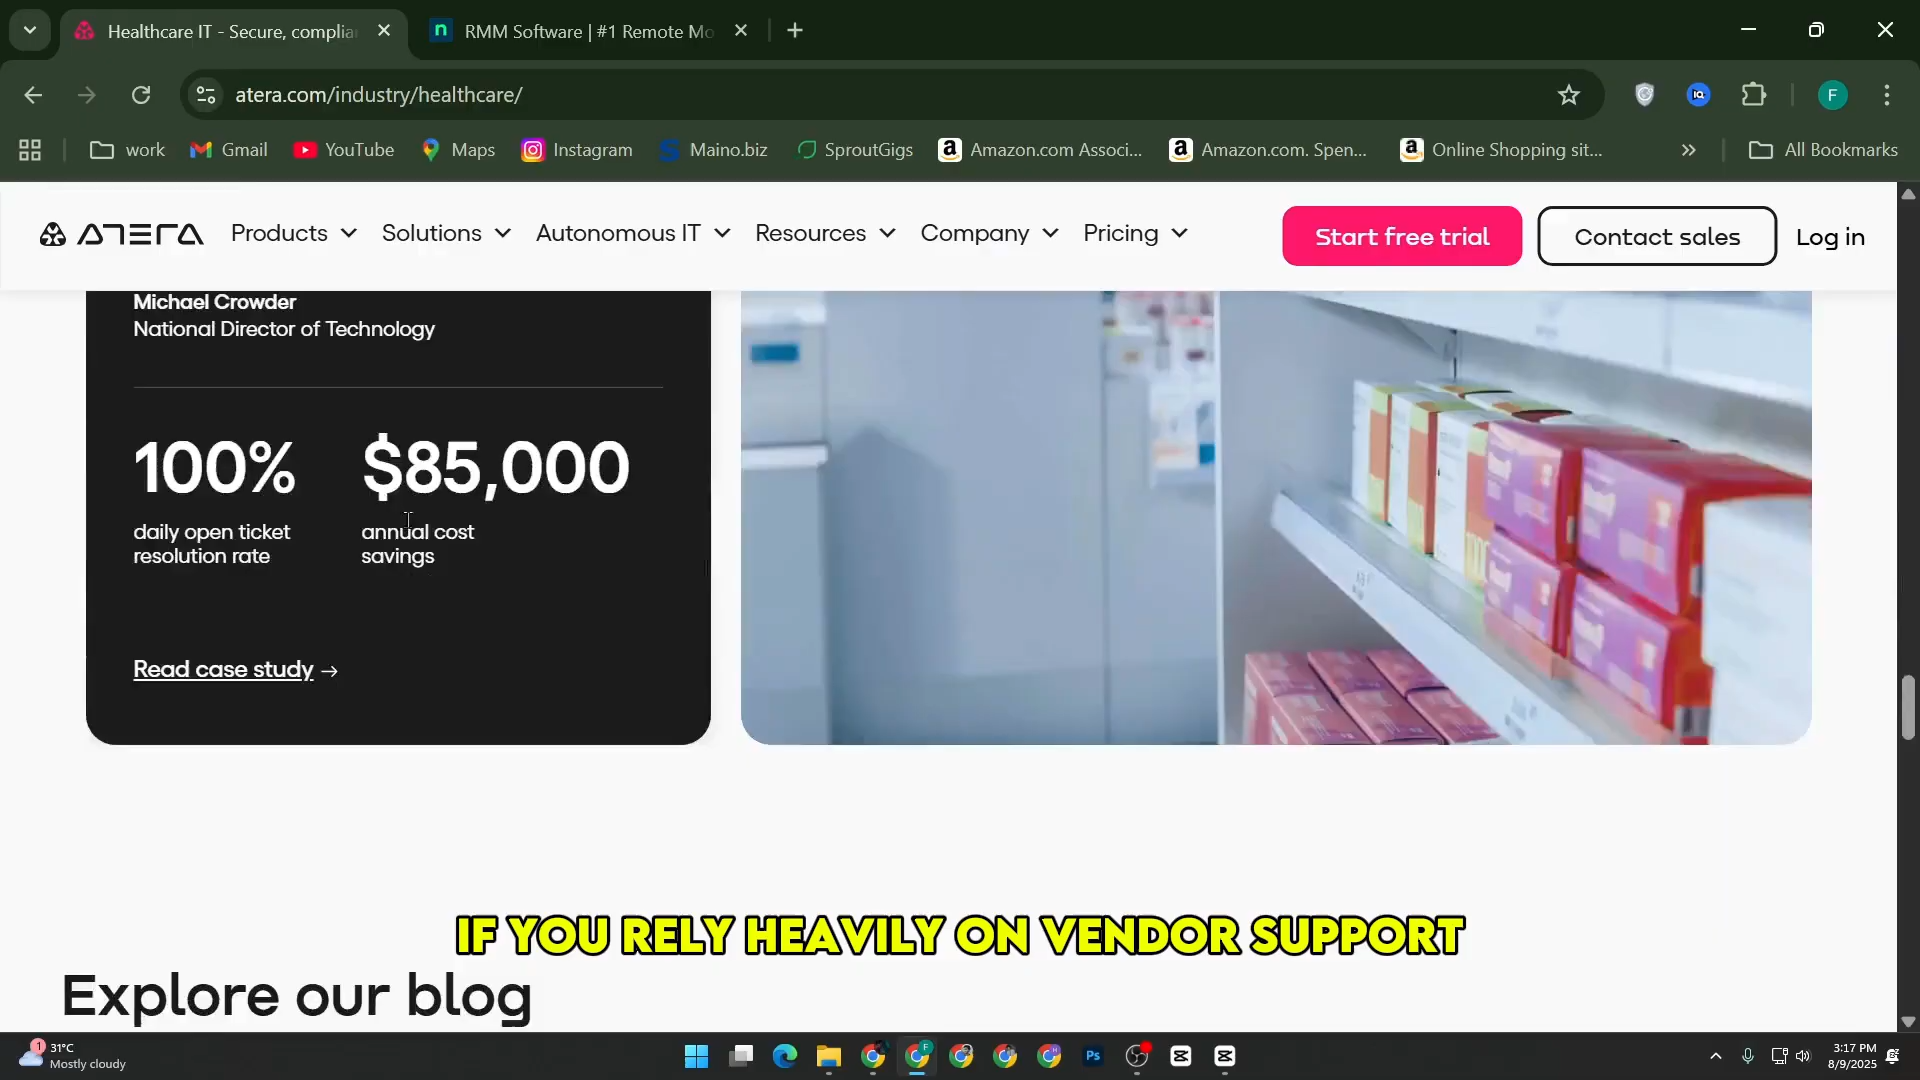 Healthcare IT - Secure, complia
RMM Software | #1 Remote Mo
atera.com/industry/healthcare/
F
work
Gmail
YouTube
Maps
Instagram
Maino.biz
SproutGigs
Amazon.com Associ...
Amazon.com. Spen...
Online Shopping sit...
All Bookmarks
ATERA
Products
Solutions
Autonomous IT
Resources
Company
Pricing
Start free trial
Contact sales
Log in
Michael Crowder
National Director of Technology
100%
daily open ticket
resolution rate
$85,000
annual cost
savings
Read case study →
IF YOU RELY HEAVILY ON VENDOR SUPPORT
Explore our blog
1
31°C
Mostly cloudy
Ps
3:17 PM
8/9/2025